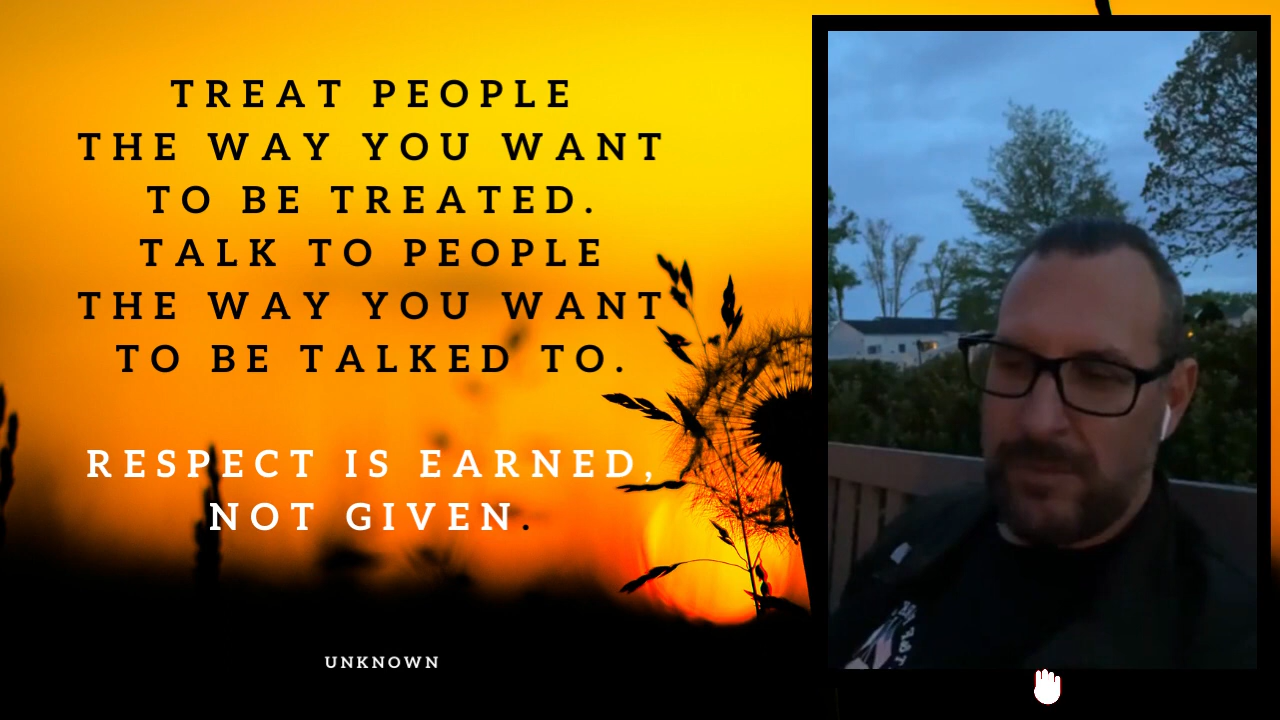 TREAT PEOPLE
THE WAY YOU WANT
TO BE TREATED.
TALK TO PEOPLE
THE WAY YOU WANT
TO BE TALKED TO.
RESPECT IS EARNED,
NOT GIVEN.
UNKNOWN